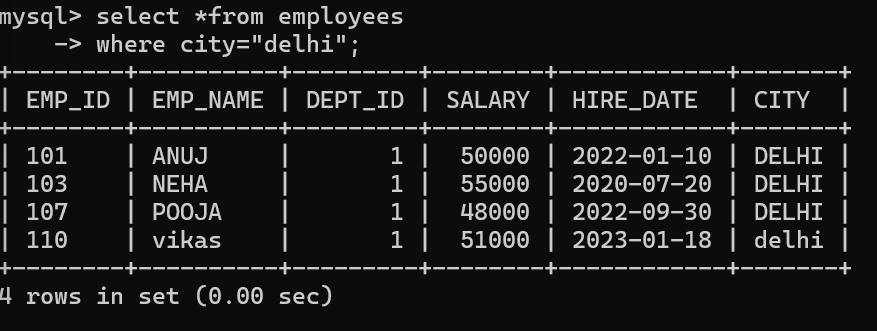 mysql> select *from employees
    -> where city="delhi";
+--------+----------+---------+--------+------------+-------+
| EMP_ID | EMP_NAME | DEPT_ID | SALARY | HIRE_DATE  | CITY  |
+--------+----------+---------+--------+------------+-------+
| 101    | ANUJ     |       1 |  50000 | 2022-01-10 | DELHI |
| 103    | NEHA     |       1 |  55000 | 2020-07-20 | DELHI |
| 107    | POOJA    |       1 |  48000 | 2022-09-30 | DELHI |
| 110    | vikas    |       1 |  51000 | 2023-01-18 | delhi |
+--------+----------+---------+--------+------------+-------+
4 rows in set (0.00 sec)